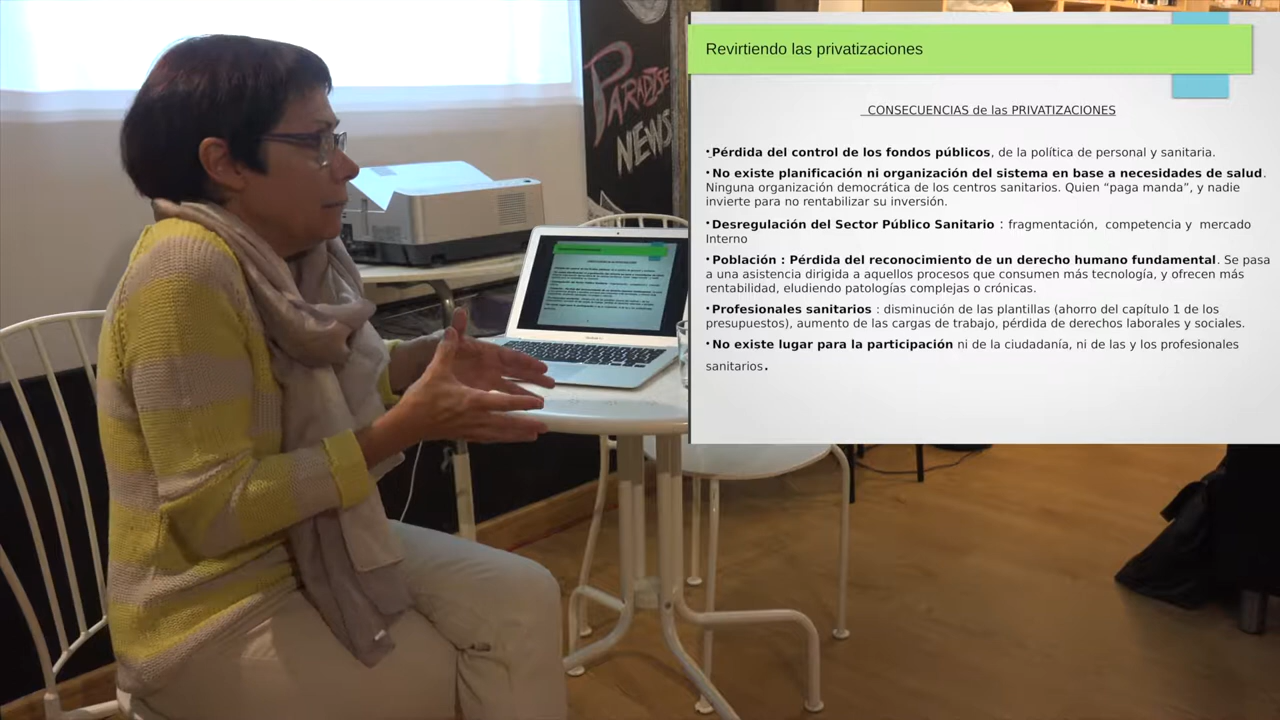 PARADISE
NEWS
Revirtiendo las privatizaciones
CONSECUENCIAS de las PRIVATIZACIONES
•Pérdida del control de los fondos públicos, de la política de personal y sanitaria.
•No existe planificación ni organización del sistema en base a necesidades de salud.
Ninguna organización democrática de los centros sanitarios. Quien “paga manda”, y nadie
invierte para no rentabilizar su inversión.
•Desregulación del Sector Público Sanitario : fragmentación, competencia y mercado
Interno
•Población : Pérdida del reconocimiento de un derecho humano fundamental. Se pasa
a una asistencia dirigida a aquellos procesos que consumen más tecnología, y ofrecen más
rentabilidad, eludiendo patologías complejas o crónicas.
•Profesionales sanitarios : disminución de las plantillas (ahorro del capítulo 1 de los
presupuestos), aumento de las cargas de trabajo, pérdida de derechos laborales y sociales.
•No existe lugar para la participación ni de la ciudadanía, ni de las y los profesionales
sanitarios.